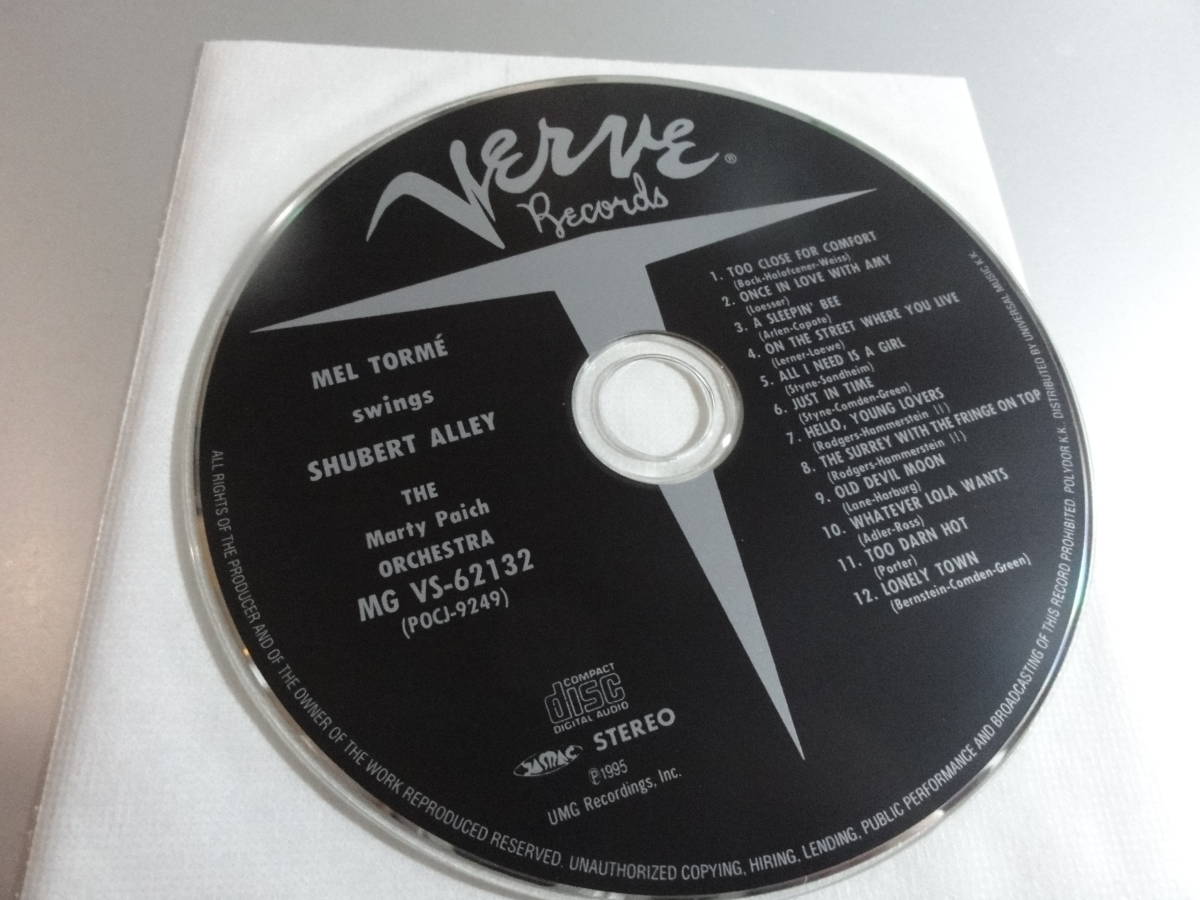 Verve®
Records
MEL TORMÉ
swings
SHUBERT ALLEY
THE
Marty Paich
ORCHESTRA
MG VS-62132
(POCJ-9249)
1. TOO CLOSE FOR COMFORT
(Bock-Holofcener-Weiss)
2. ONCE IN LOVE WITH AMY
(Loesser)
3. A SLEEPIN' BEE
(Arlen-Capote)
4. ON THE STREET WHERE YOU LIVE
(Lerner-Loewe)
5. ALL I NEED IS A GIRL
(Styne-Sondheim)
6. JUST IN TIME
(Styne-Comden-Green)
7. HELLO, YOUNG LOVERS
(Rodgers-Hammerstein II)
8. THE SURREY WITH THE FRINGE ON TOP
(Rodgers-Hammerstein II)
9. OLD DEVIL MOON
(Lane-Harburg)
10. WHATEVER LOLA WANTS
(Adler-Ross)
11. TOO DARN HOT
(Porter)
12. LONELY TOWN
(Bernstein-Comden-Green)
COMPACT
disc
DIGITAL AUDIO
JASRAC STEREO
℗1995
UMG Recordings, Inc.
ALL RIGHTS OF THE PRODUCER AND OF THE OWNER OF THE WORK REPRODUCED RESERVED. UNAUTHORIZED COPYING, HIRING, LENDING, PUBLIC PERFORMANCE AND BROADCASTING OF THIS RECORD PROHIBITED. POLYDOR K.K. DISTRIBUTED BY UNIVERSAL MUSIC K.K.